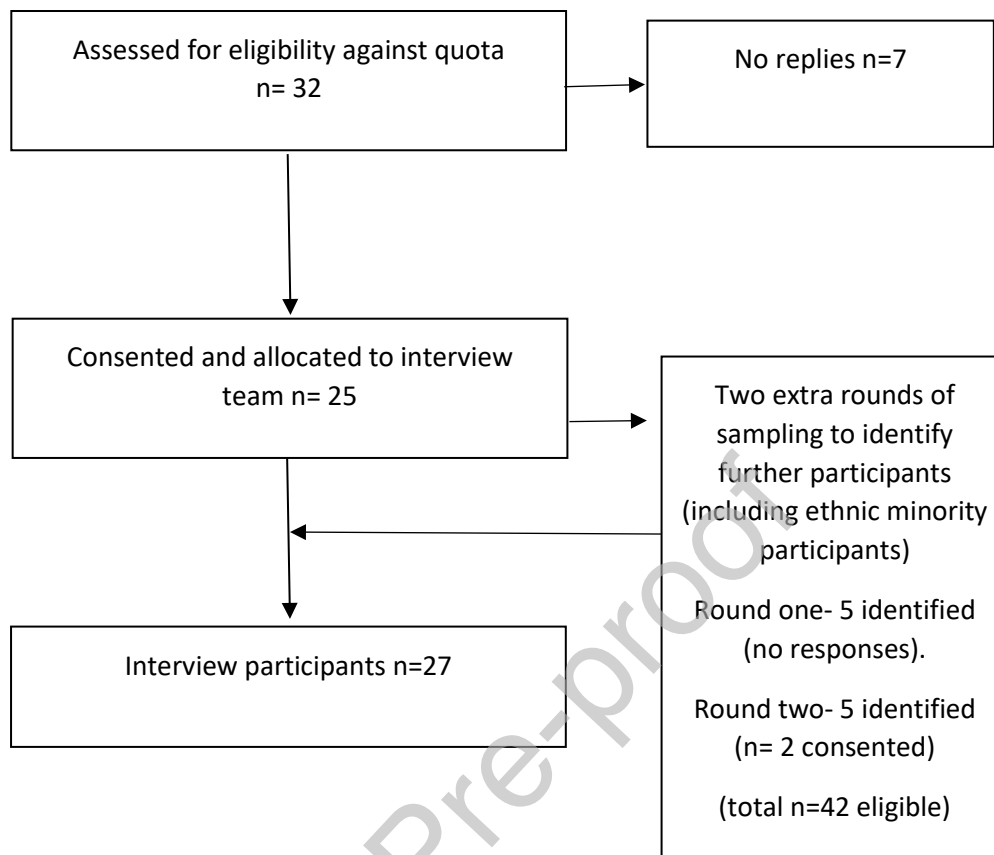 Assessed for eligibility against quota
n= 32
No replies n=7
Consented and allocated to interview
team n= 25
Two extra rounds of
sampling to identify
further participants
(including ethnic minority
participants)
Round one- 5 identified
(no responses).
Round two- 5 identified
(n= 2 consented)
(total n=42 eligible)
Interview participants n=27
Pre-proof